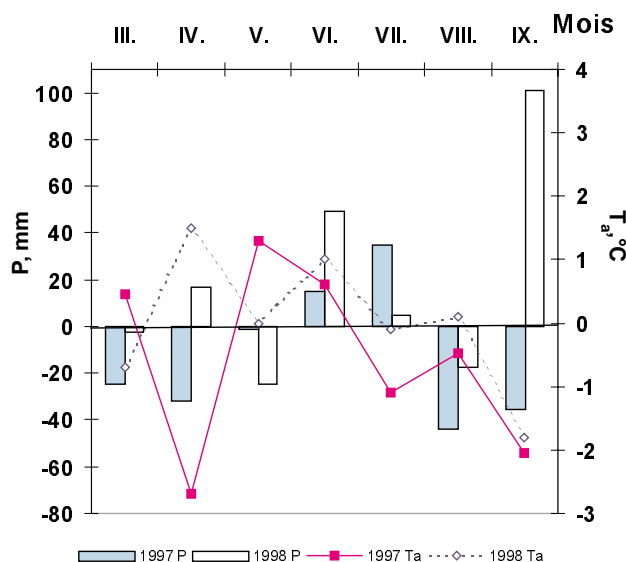 Mois
III. IV. V. VI. VII. VIII. IX.
100 4
80 3
60 2
40 1
20 0
0 -1
-20 -2
-40 -3
-60
-80
P, mm
Ta,°C
1997 P 1998 P 1997 Ta 1998 Ta